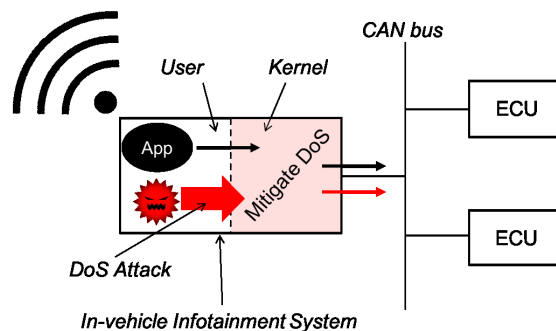 CAN bus
User
Kernel
ECU
App
Mitigate DoS
ECU
DoS Attack
In-vehicle Infotainment System